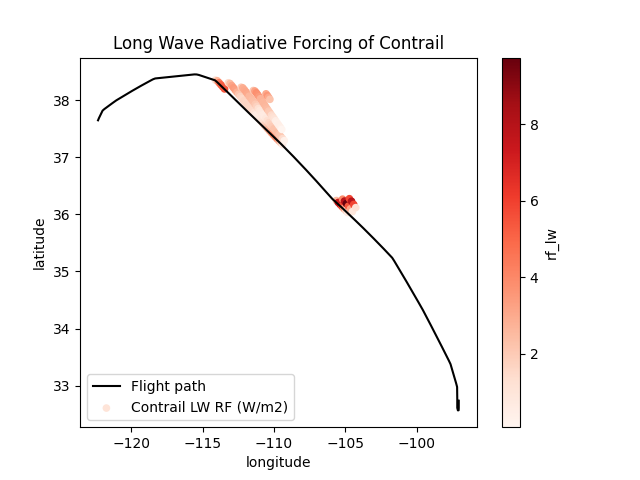 Long Wave Radiative Forcing of Contrail
38
37
36
35
34
33
latitude
−120
−115
−110
−105
−100
longitude
Flight path
Contrail LW RF (W/m2)
8
6
4
2
rf_lw